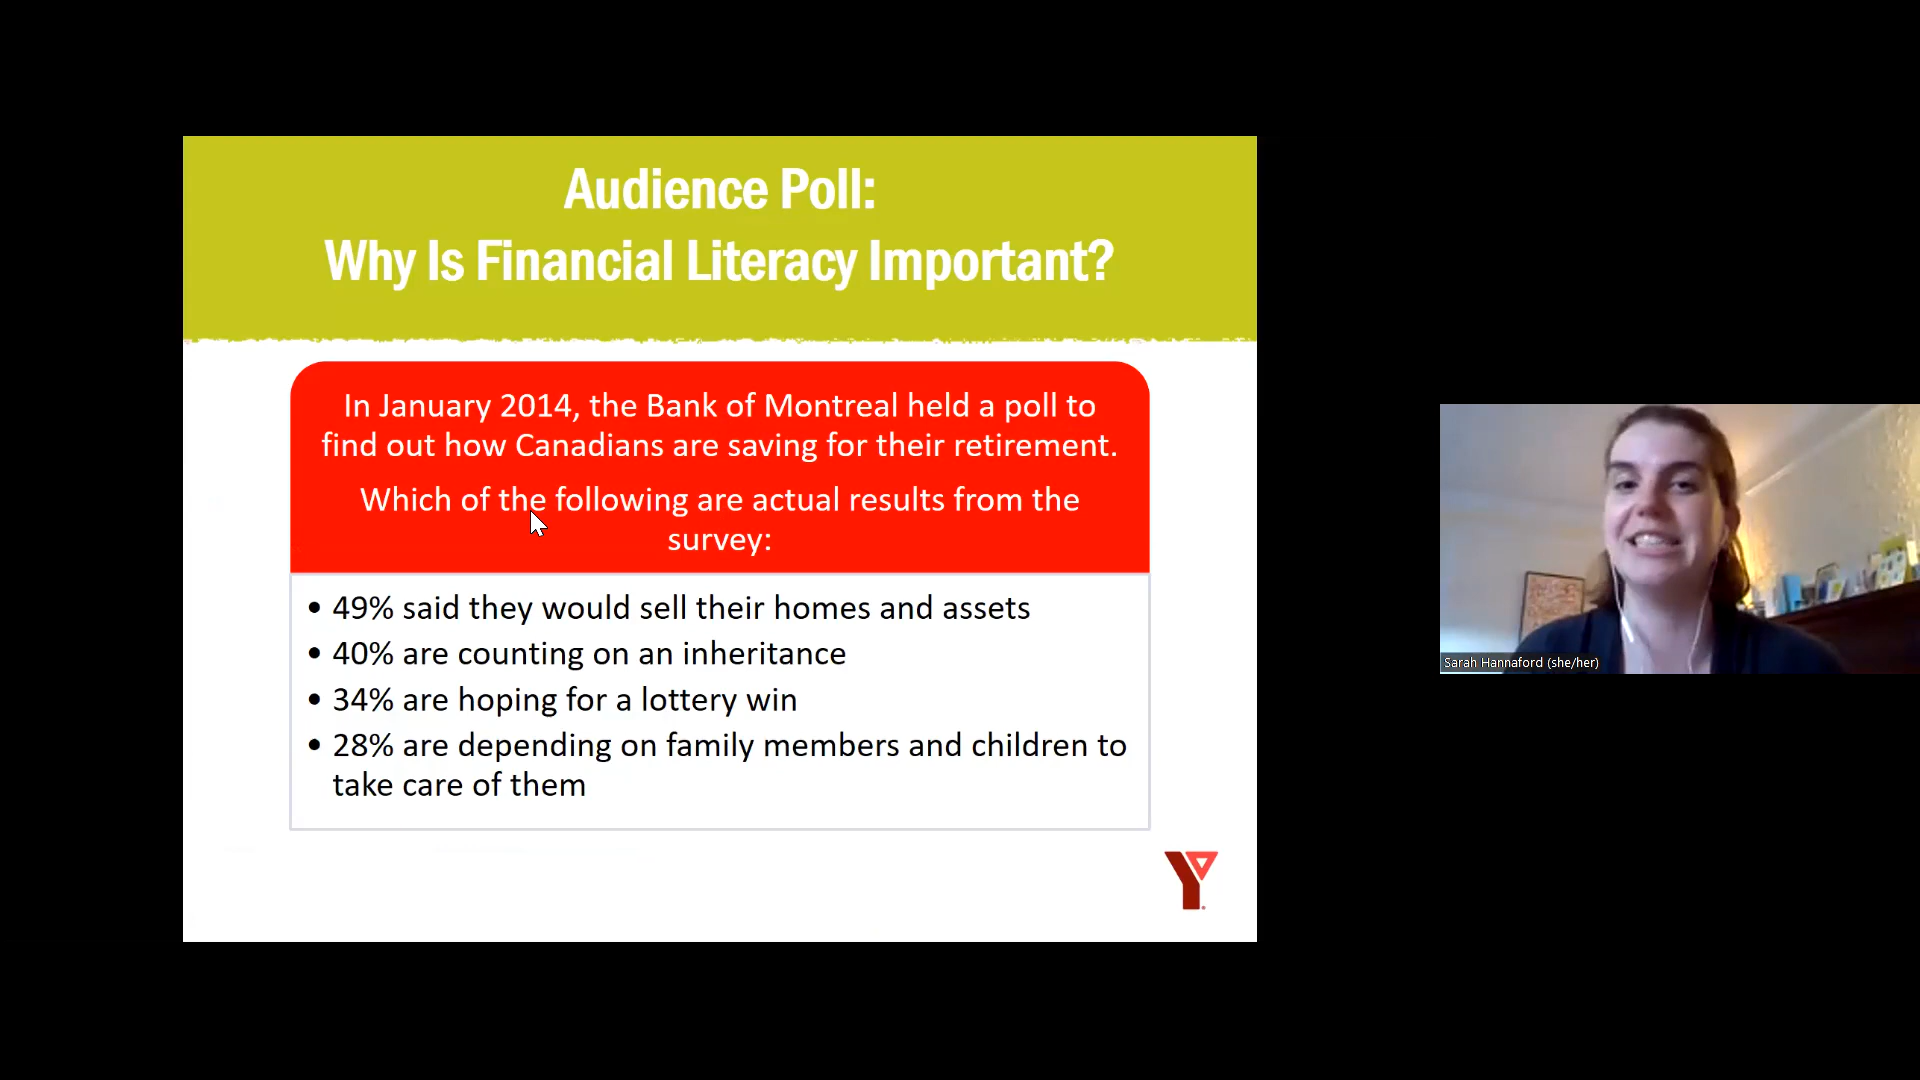 Audience Poll:
Why Is Financial Literacy Important?
In January 2014, the Bank of Montreal held a poll to
find out how Canadians are saving for their retirement.
Which of the following are actual results from the
survey:
• 49% said they would sell their homes and assets
• 40% are counting on an inheritance
• 34% are hoping for a lottery win
• 28% are depending on family members and children to
take care of them
Sarah Hannaford (she/her)